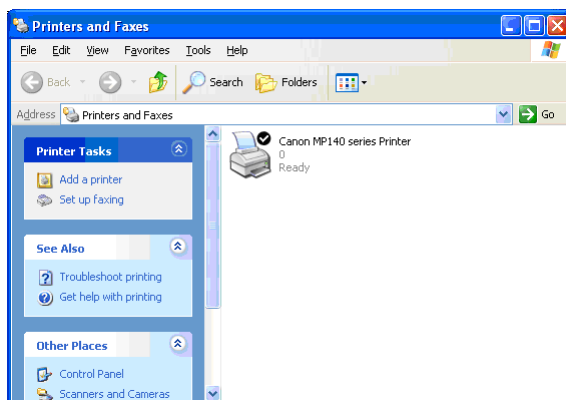 Printers and Faxes
File Edit View Favorites Tools Help
Back Search Folders
Address Printers and Faxes Go
Printer Tasks
Add a printer
Set up faxing
See Also
Troubleshoot printing
Get help with printing
Other Places
Control Panel
Scanners and Cameras
Canon MP140 series Printer
0
Ready